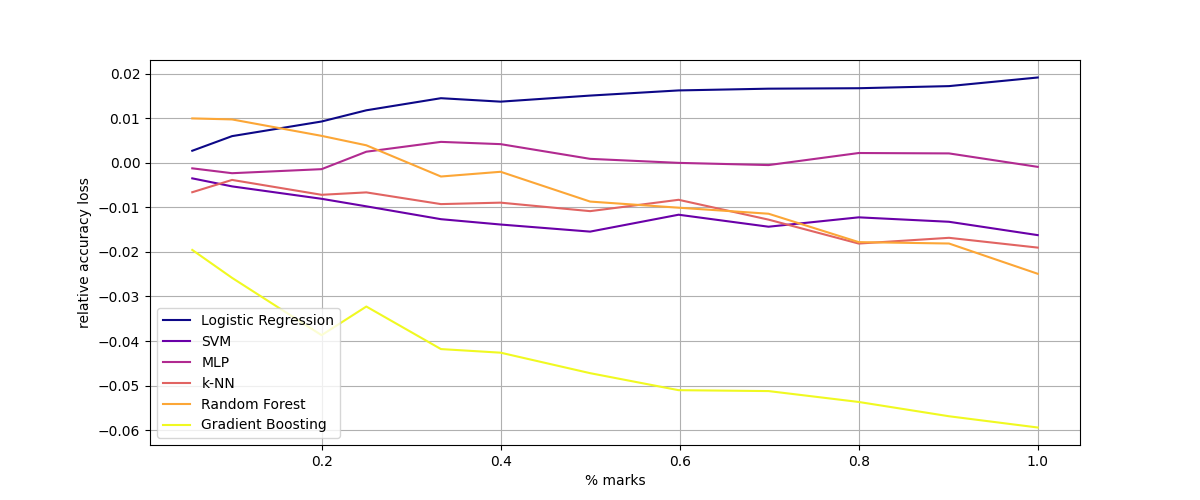 relative accuracy loss
0.02
0.01
0.00
−0.01
−0.02
−0.03
−0.04
−0.05
−0.06
Logistic Regression
SVM
MLP
k-NN
Random Forest
Gradient Boosting
0.2 0.4 0.6 0.8 1.0
% marks